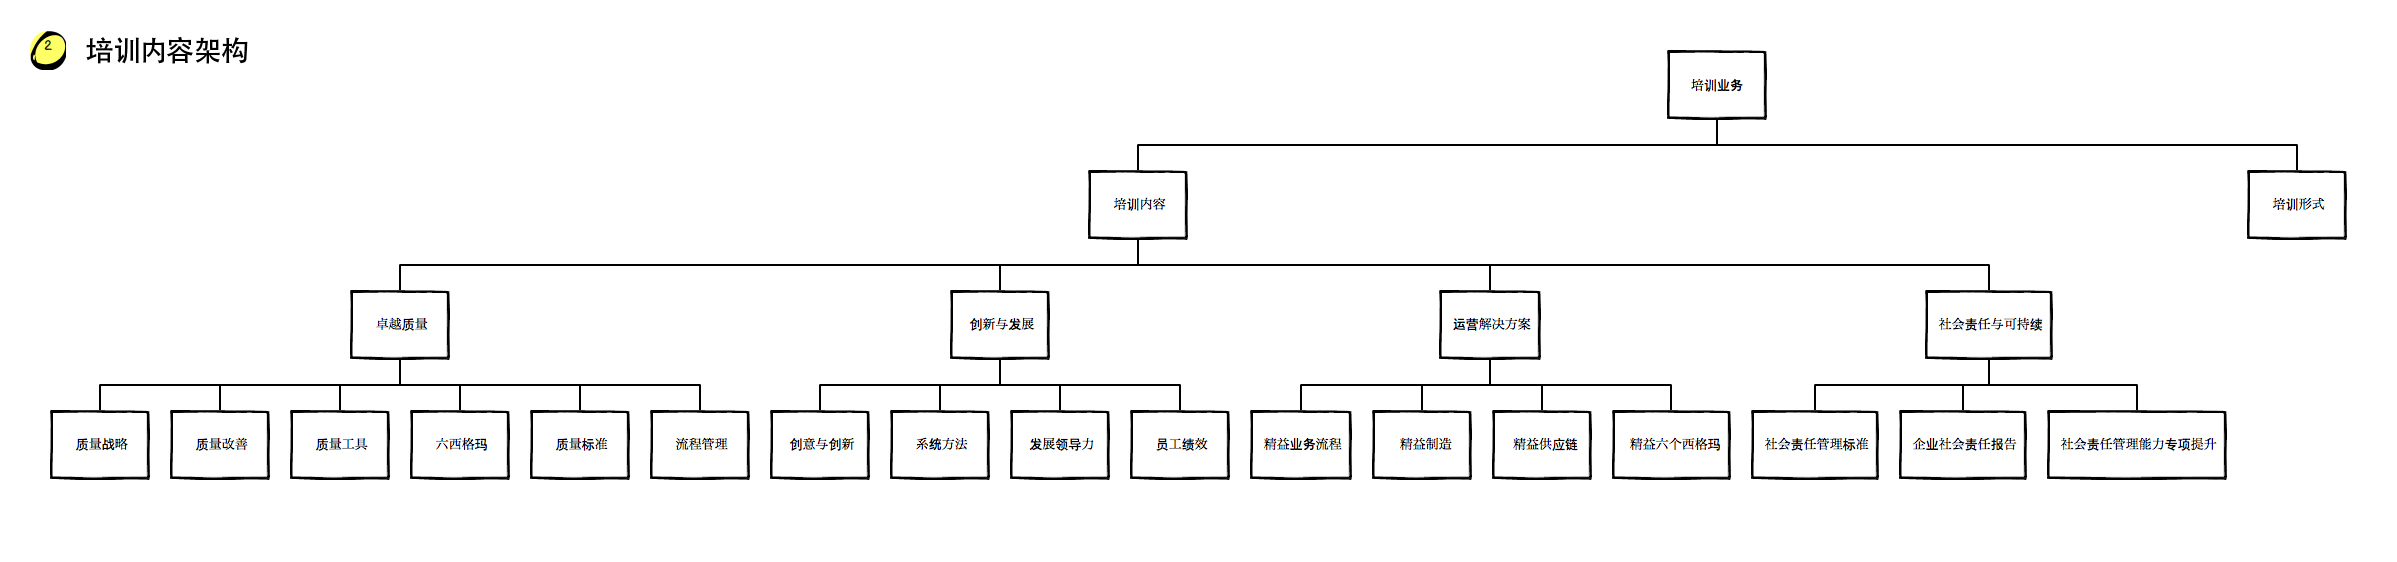 2
培训内容架构
培训业务
培训内容
培训形式
卓越质量
创新与发展
运营解决方案
社会责任与可持续
质量战略
质量改善
质量工具
六西格玛
质量标准
流程管理
创意与创新
系统方法
发展领导力
员工绩效
精益业务流程
精益制造
精益供应链
精益六个西格玛
社会责任管理标准
企业社会责任报告
社会责任管理能力专项提升